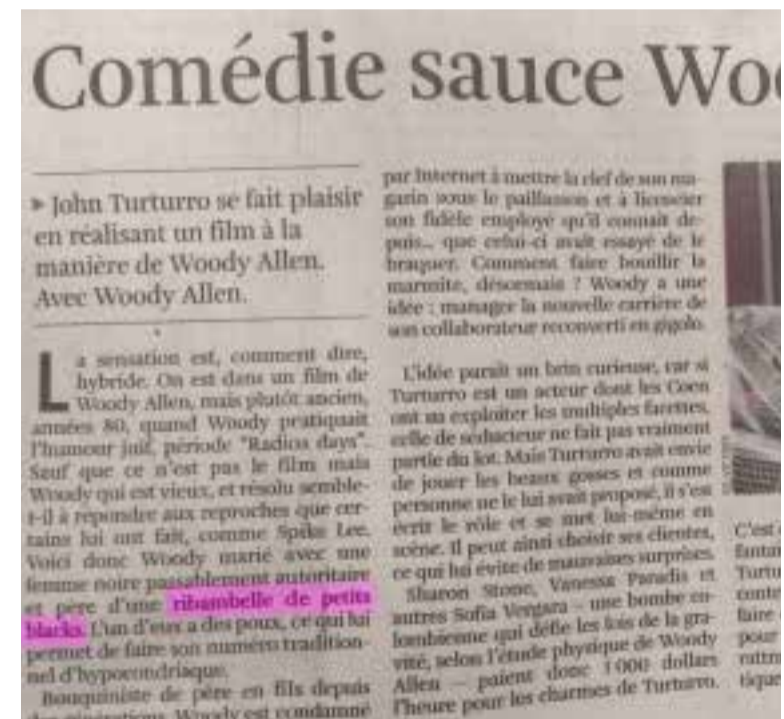 Comédie sauce Woo
▸ John Turturro se fait plaisir
en réalisant un film à la
manière de Woody Allen.
Avec Woody Allen.
La sensation est, comment dire,
hybride. On est dans un film de
Woody Allen, mais plutôt ancien,
années 80, quand Woody pratiquait
l'humour juif, période "Radios days".
Sauf que ce n'est pas le film mais
Woody qui est vieux, et résolu semble-
t-il à répondre aux reproches que cer-
tains lui ont fait, comme Spike Lee.
Voici donc Woody marié avec une
femme noire passablement autoritaire
et père d'une ribambelle de petits
blacks. L'un d'eux a des poux, ce qui lui
permet de faire son numéro tradition-
nel d'hypocondriaque.
Bouquiniste de père en fils depuis
des générations, Woody est condamné
par Internet à mettre la clef de son ma-
gasin sous le paillasson et à licencier
son fidèle employé qu'il connaît de-
puis... que celui-ci avait essayé de le
braquer. Comment faire bouillir la
marmite, désormais ? Woody a une
idée : manager la nouvelle carrière de
son collaborateur reconverti en gigolo.
L'idée paraît un brin curieuse, car si
Turturro est un acteur dont les Coen
ont su exploiter les multiples facettes,
celle de séducteur ne fait pas vraiment
partie du lot. Mais Turturro avait envie
de jouer les beaux gosses et comme
personne ne le lui avait proposé, il s'est
écrit le rôle et se met lui-même en
scène. Il peut ainsi choisir ses clientes,
ce qui lui évite de mauvaises surprises.
Sharon Stone, Vanessa Paradis et
autres Sofia Vergara – une bombe co-
lombienne qui défie les lois de la gra-
vité, selon l'étude physique de Woody
Allen – paient donc 1 000 dollars
l'heure pour les charmes de Turturro.
C'est
fantas
Turtu
conte
faire
pour
rattra
tique